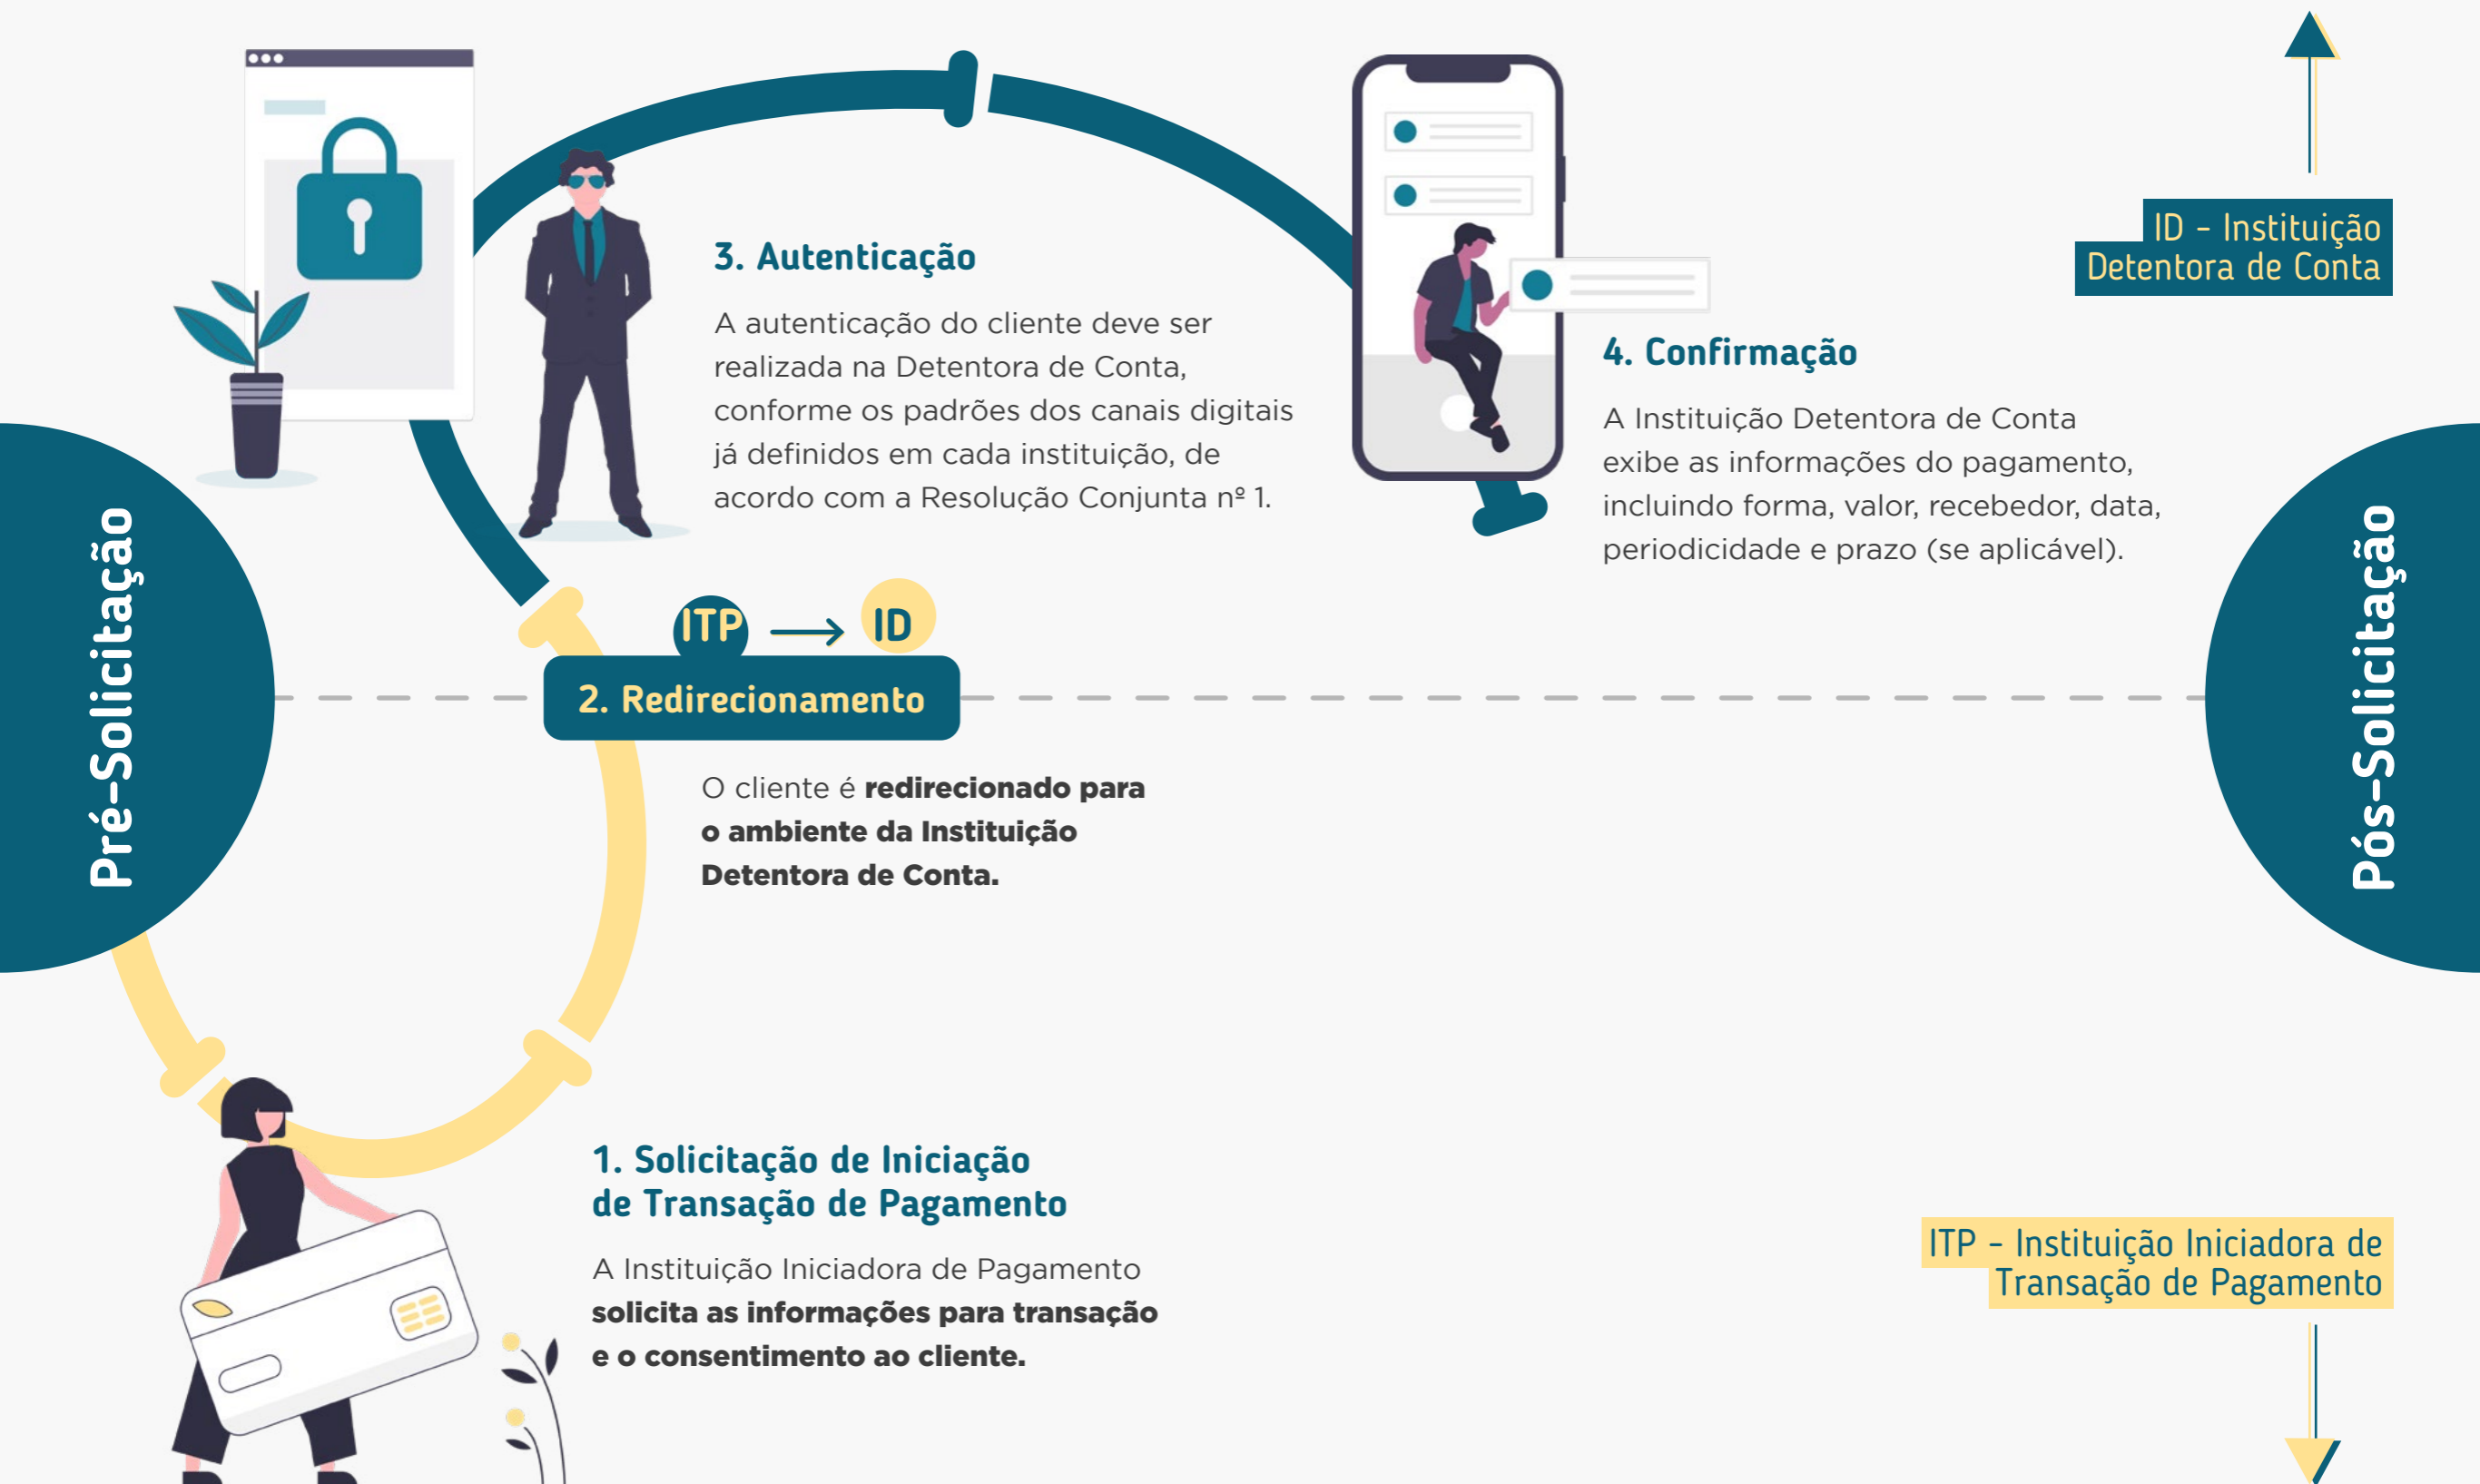 Pré-Solicitação
1. Solicitação de Iniciação
de Transação de Pagamento
A Instituição Iniciadora de Pagamento
solicita as informações para transação
e o consentimento ao cliente.
ITP
ID
2. Redirecionamento
O cliente é redirecionado para
o ambiente da Instituição
Detentora de Conta.
3. Autenticação
A autenticação do cliente deve ser
realizada na Detentora de Conta,
conforme os padrões dos canais digitais
já definidos em cada instituição, de
acordo com a Resolução Conjunta nº 1.
4. Confirmação
A Instituição Detentora de Conta
exibe as informações do pagamento,
incluindo forma, valor, recebedor, data,
periodicidade e prazo (se aplicável).
ID - Instituição
Detentora de Conta
Pós-Solicitação
ITP - Instituição Iniciadora de
Transação de Pagamento